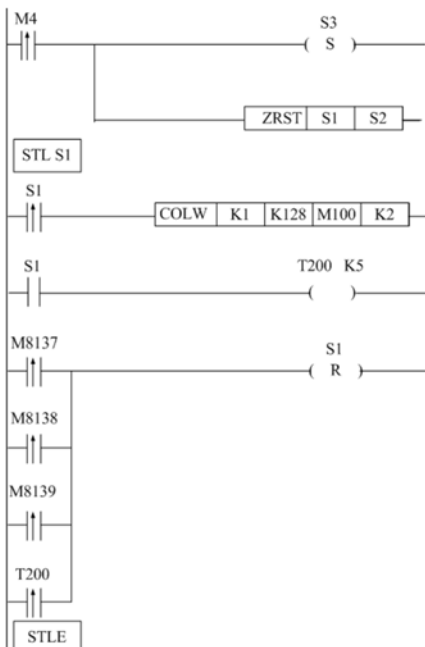 M4
S3
S
ZRST S1 S2
STL S1
S1
COLW K1 K128 M100 K2
S1
T200 K5
M8137
S1
R
M8138
M8139
T200
STLE